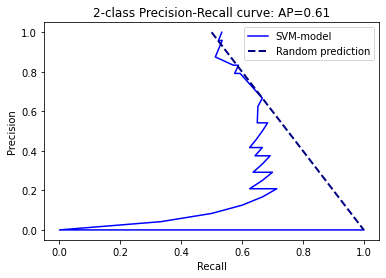 2-class Precision-Recall curve: AP=0.61
SVM-model
Random prediction
Precision
1.0
0.8
0.6
0.4
0.2
0.0
0.0 0.2 0.4 0.6 0.8 1.0
Recall